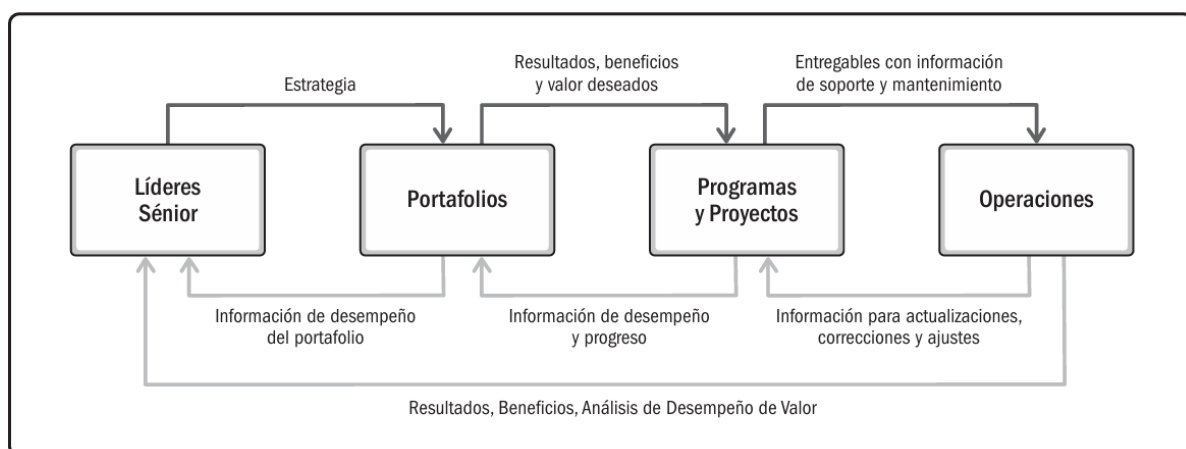 Estrategia
Resultados, beneficios
y valor deseados
Entregables con información
de soporte y mantenimiento
Líderes
Sénior
Portafolios
Programas
y Proyectos
Operaciones
Información de desempeño
del portafolio
Información de desempeño
y progreso
Información para actualizaciones,
correcciones y ajustes
Resultados, Beneficios, Análisis de Desempeño de Valor